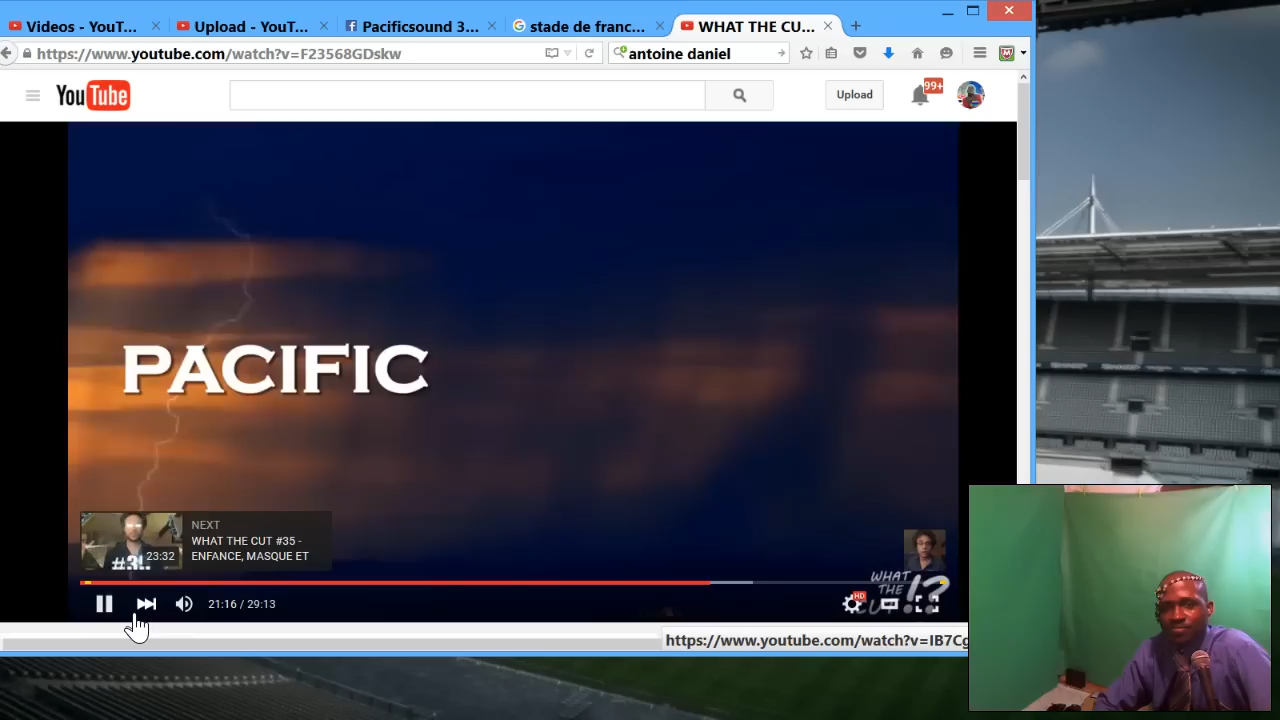 Videos - YouT...
Upload - YouT...
Pacificsound 3...
stade de franc...
WHAT THE CU...
https://www.youtube.com/watch?v=F23568GDskw
antoine daniel
YouTube
Upload
99+
PACIFIC
NEXT
WHAT THE CUT #35 -
ENFANCE, MASQUE ET
23:32
WHAT THE CUT !?
21:16 / 29:13
HD
https://www.youtube.com/watch?v=IB7Cg